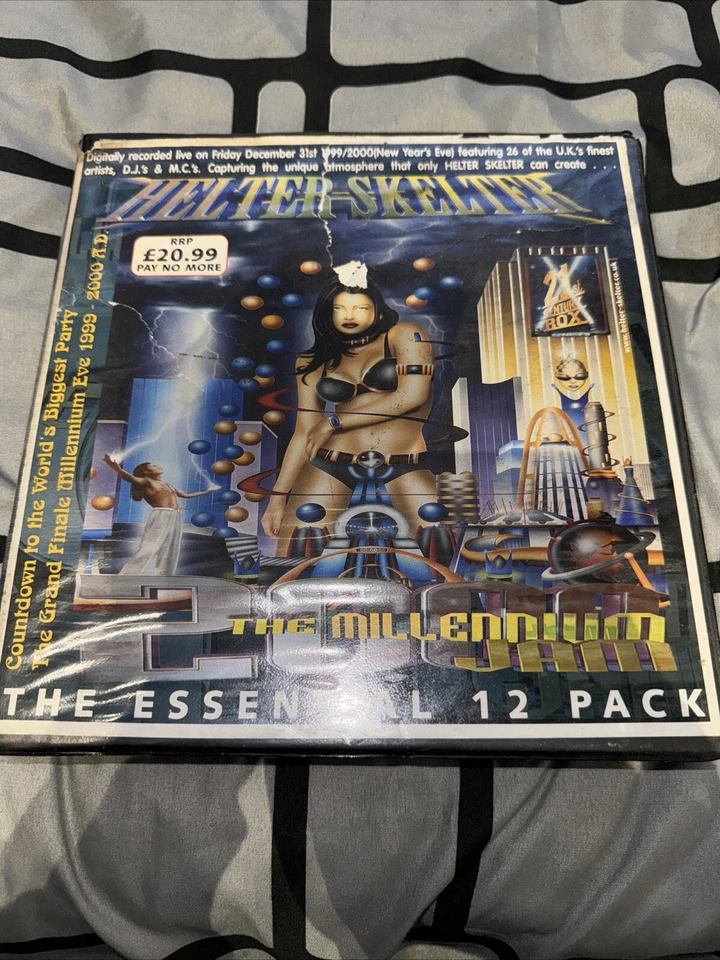 Digitally recorded live on Friday December 31st 1999/2000(New Year's Eve) featuring 26 of the U.K.'s finest
artists, D.J.'s & M.C.'s. Capturing the unique atmosphere that only HELTER SKELTER can create . . .
HELTER-SKELTER
RRP
£20.99
PAY NO MORE
Countdown to the World's Biggest Party
The Grand Finale Millennium Eve 1999 - 2000 A.D.
21
CENTURY
BOX
www.helter-skelter.co.uk
2000
THE MILLENNIUM
JAM
THE ESSEN AL 12 PACK